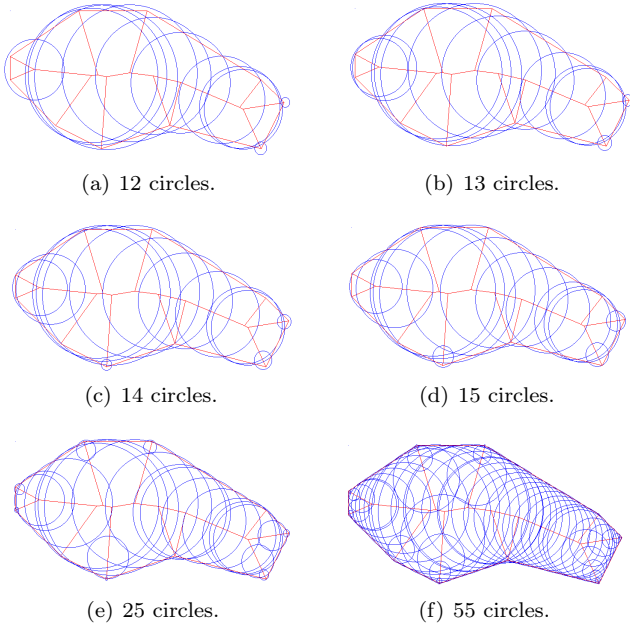 (a) 12 circles.
(b) 13 circles.
(c) 14 circles.
(d) 15 circles.
(e) 25 circles.
(f) 55 circles.